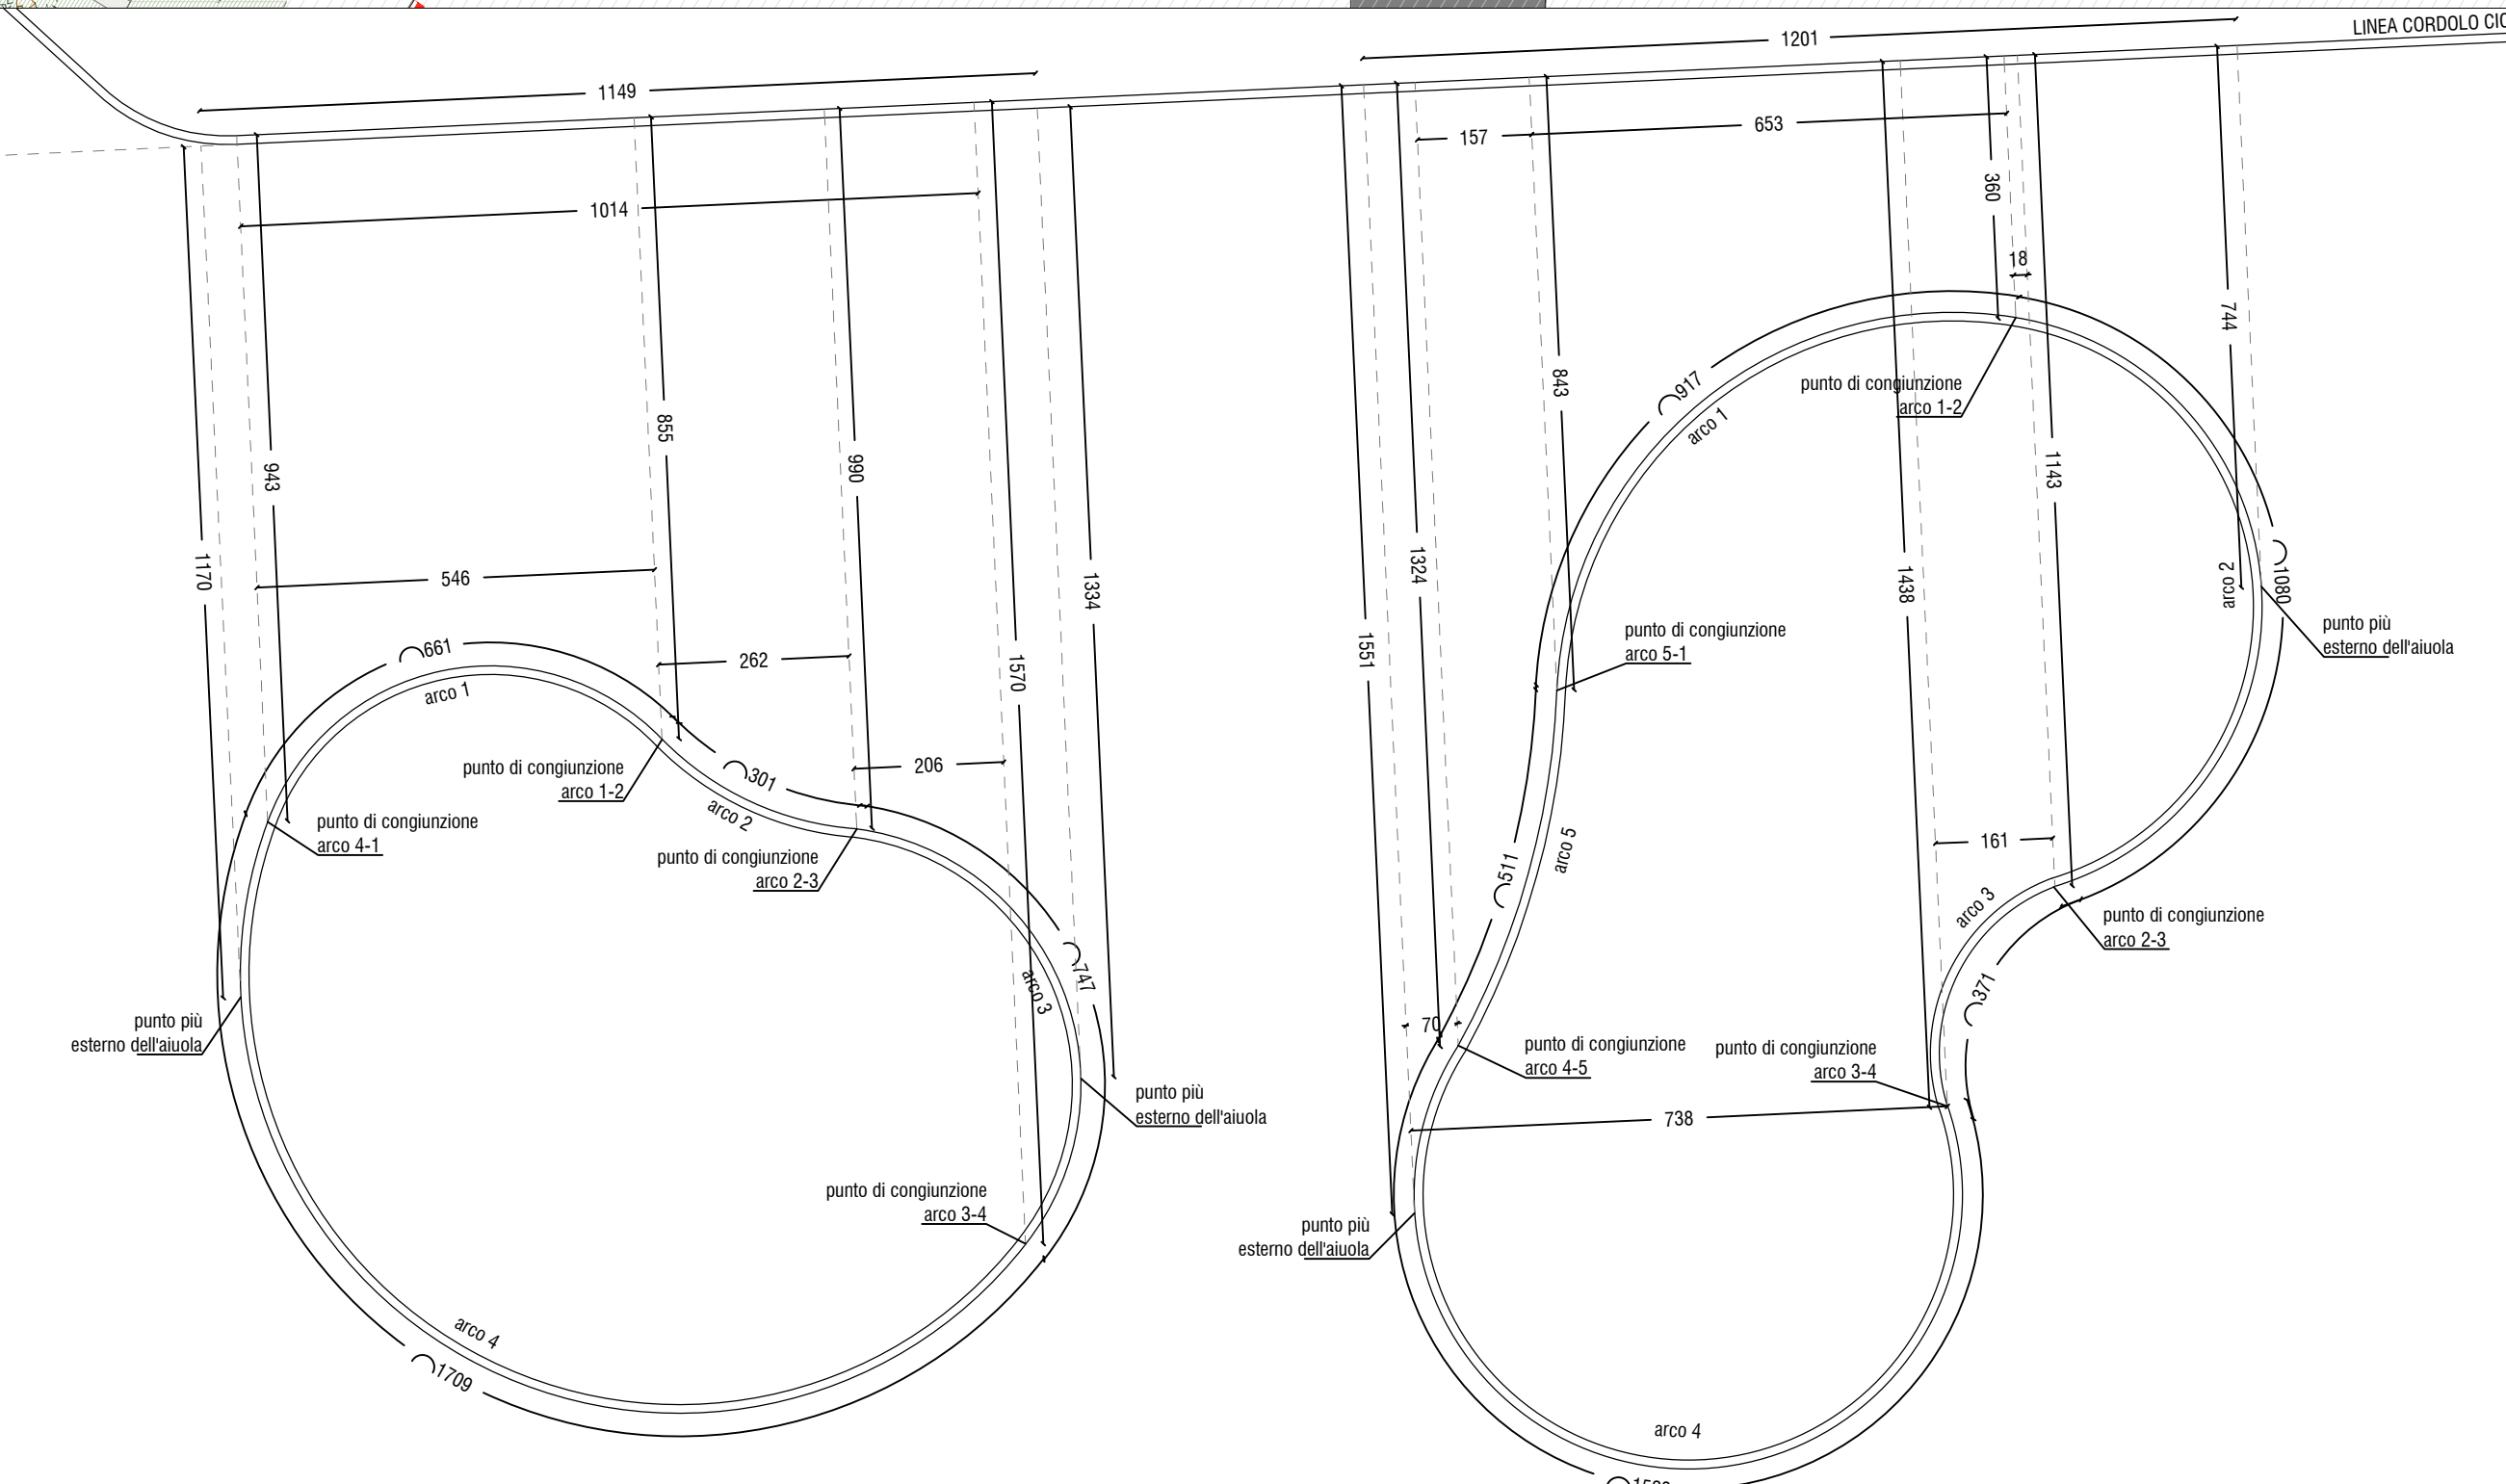 LINEA CORDOLO CIC
1201
1149
157
653
1014
360
18
744
943
855
990
1170
546
1570
1334
262
206
661
arco 1
301
arco 2
punto di congiunzione
arco 1-2
punto di congiunzione
arco 4-1
punto di congiunzione
arco 2-3
747
arco 3
punto più
esterno dell'aiuola
punto più
esterno dell'aiuola
punto di congiunzione
arco 3-4
arco 4
1709
843
917
arco 1
punto di congiunzione
arco 1-2
1143
1324
1438
1551
1080
arco 2
punto più
esterno dell'aiuola
punto di congiunzione
arco 5-1
511
arco 5
161
arco 3
punto di congiunzione
arco 2-3
371
70
punto di congiunzione
arco 4-5
punto di congiunzione
arco 3-4
738
punto più
esterno dell'aiuola
arco 4